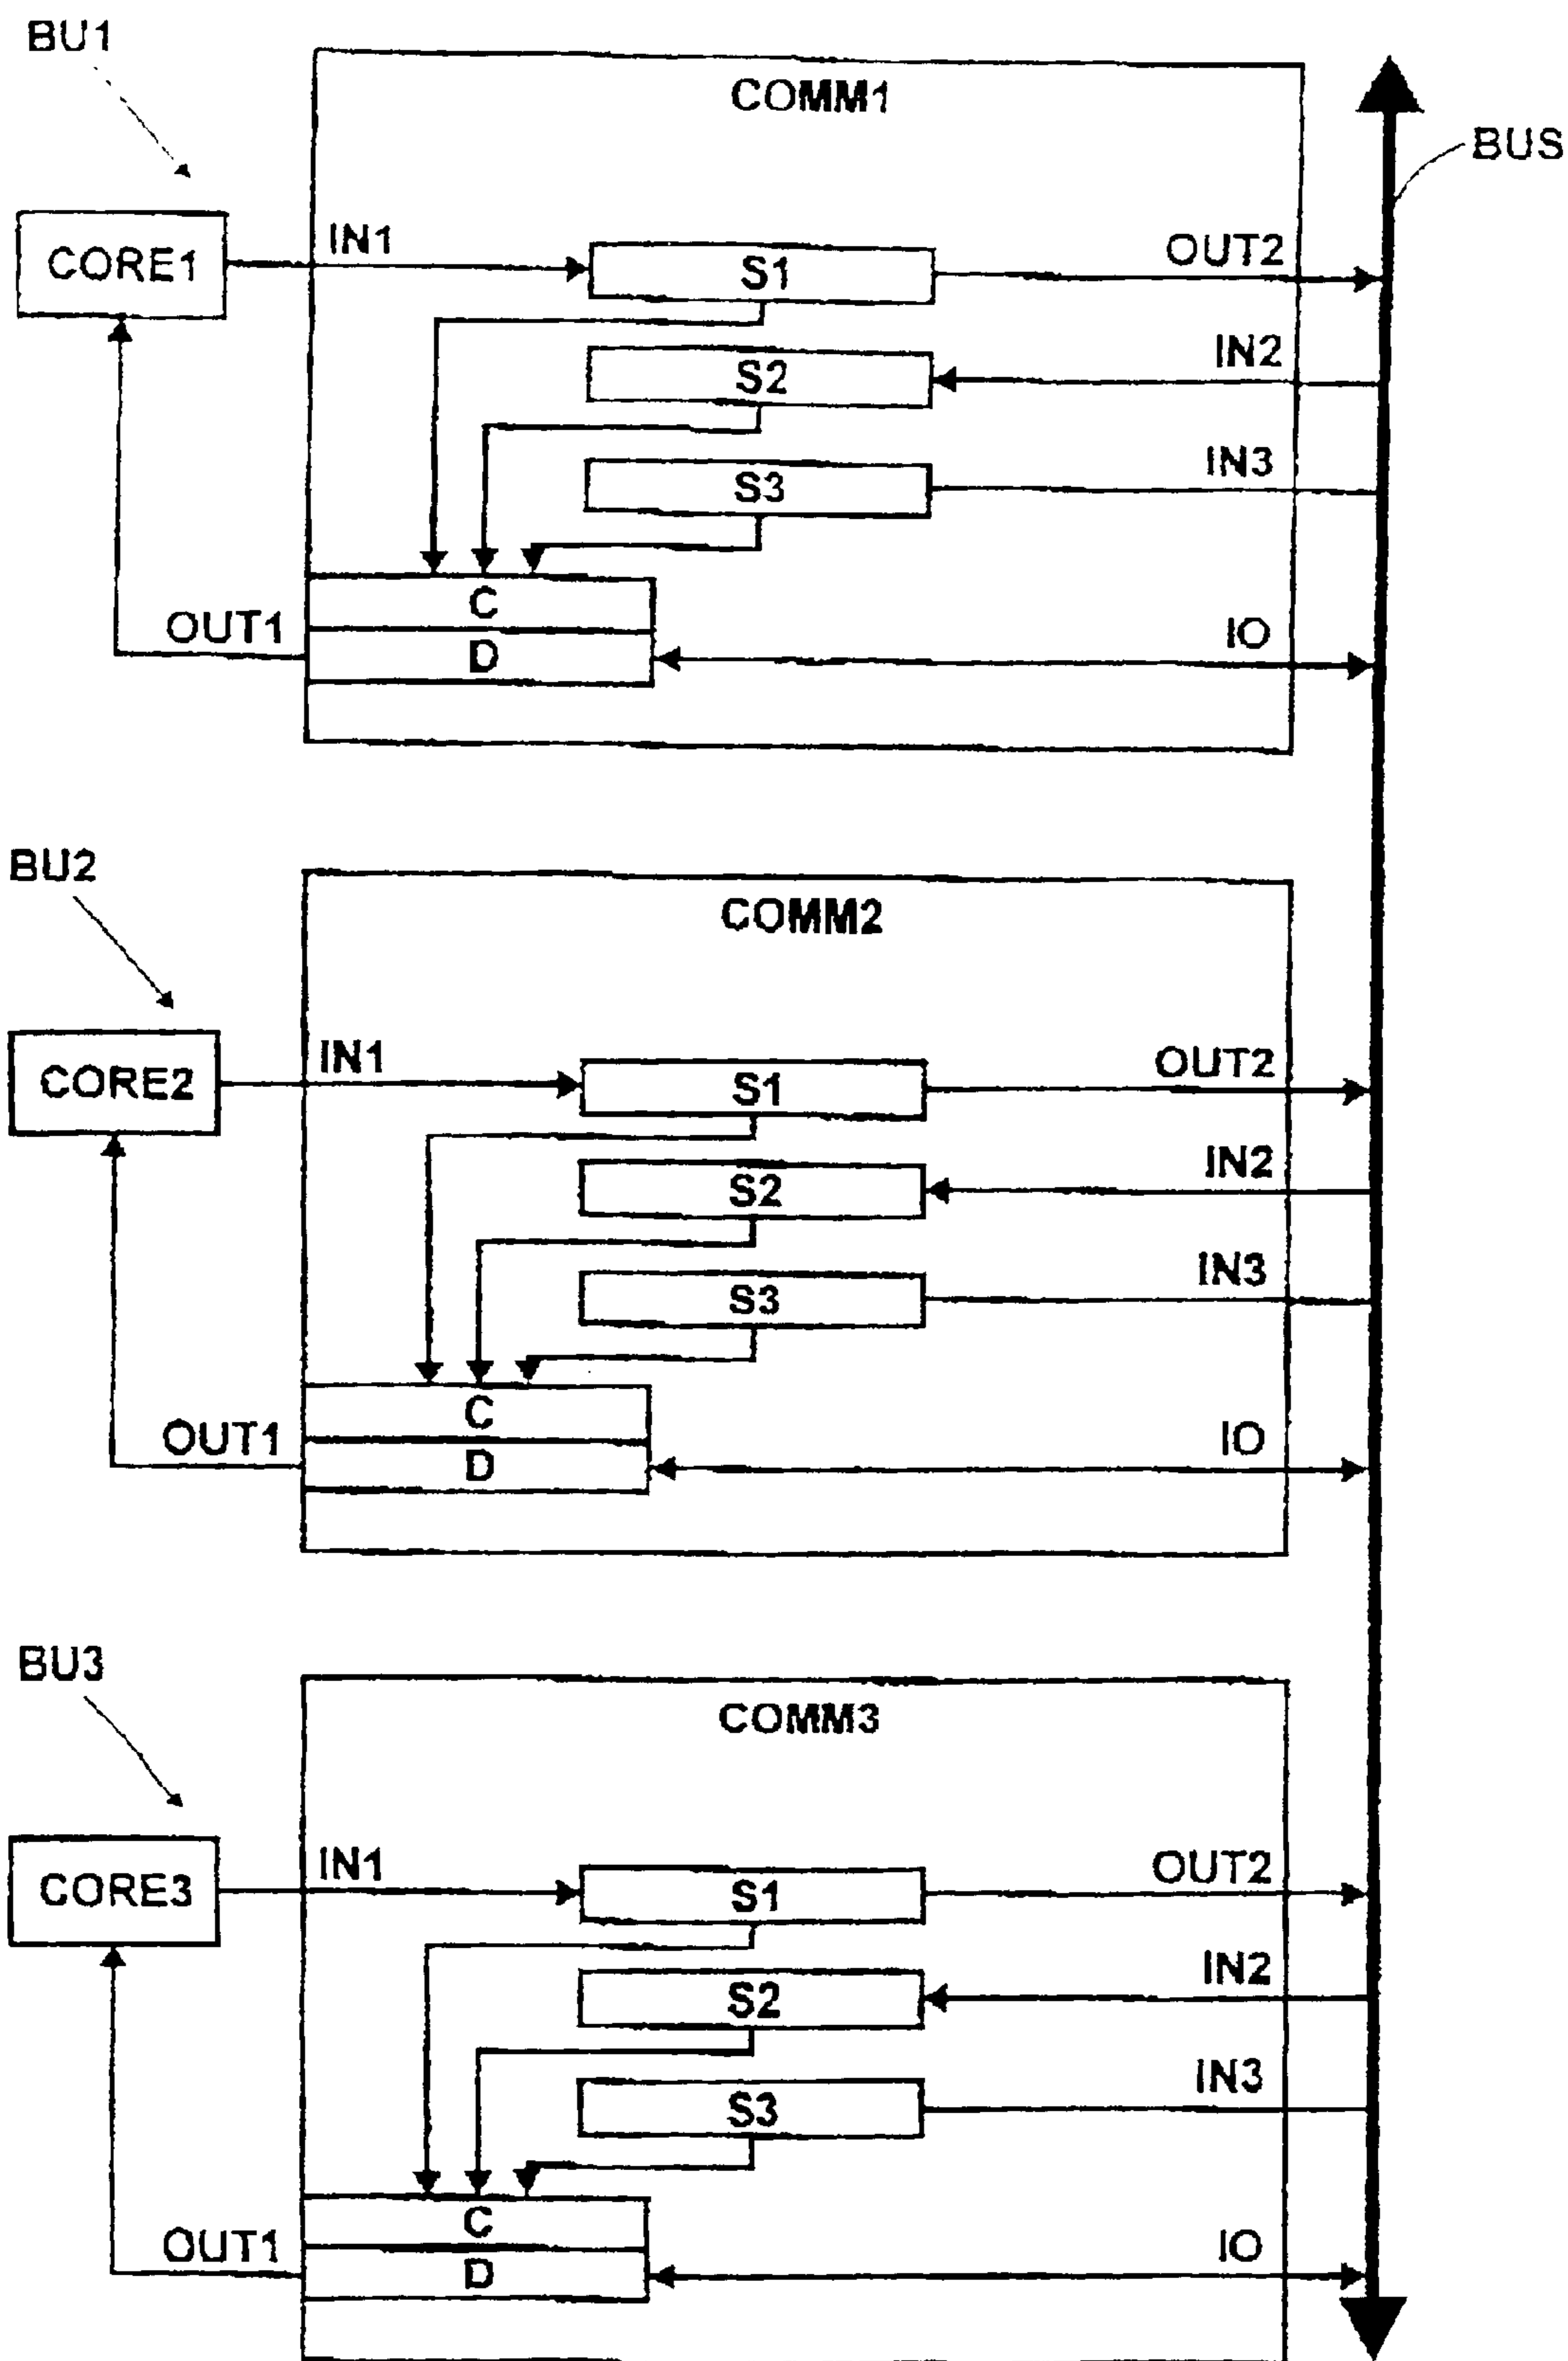 BU1
COMM1
BUS
CORE1
IN1
S1
OUT2
S2
IN2
S3
IN3
C
OUT1
D
IO
BU2
COMM2
CORE2
IN1
S1
OUT2
S2
IN2
S3
IN3
C
OUT1
D
IO
BU3
COMM3
CORE3
IN1
S1
OUT2
S2
IN2
S3
IN3
C
OUT1
D
IO